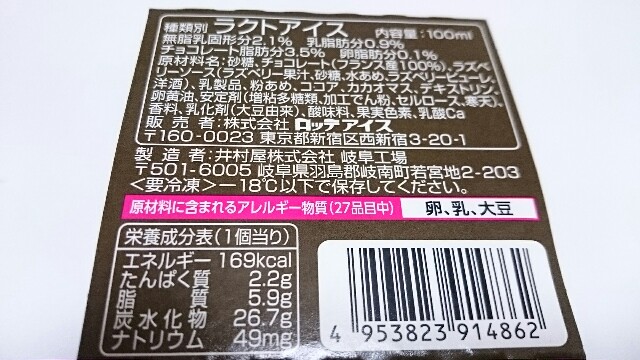 種類別 ラクトアイス 内容量:100ml
無脂乳固形分2.1% 乳脂肪分0.9%
チョコレート脂肪分3.5% 卵脂肪分0.1%
原材料名:砂糖、チョコレート(フランス産100%)、ラズベ
リーソース(ラズベリー果汁、砂糖、水あめ、ラズベリーピューレ、
洋酒)、乳製品、粉あめ、ココア、カカオマス、デキストリン、
卵黄油、安定剤(増粘多糖類、加工でん粉、セルロース、寒天)、
香料、乳化剤(大豆由来)、酸味料、果実色素、乳酸Ca
販売者:株式会社 ロッテアイス
〒160-0023 東京都新宿区西新宿3-20-1
製造者:井村屋株式会社 岐阜工場
〒501-6005 岐阜県羽島郡岐南町若宮地2-203
<要冷凍>−18℃以下で保存してください。
原材料に含まれるアレルギー物質(27品目中) 卵、乳、大豆
栄養成分表(1個当り)
エネルギー 169kcal
たんぱく質 2.2g
脂質 5.9g
炭水化物 26.7g
ナトリウム 49mg
4 953823 914862